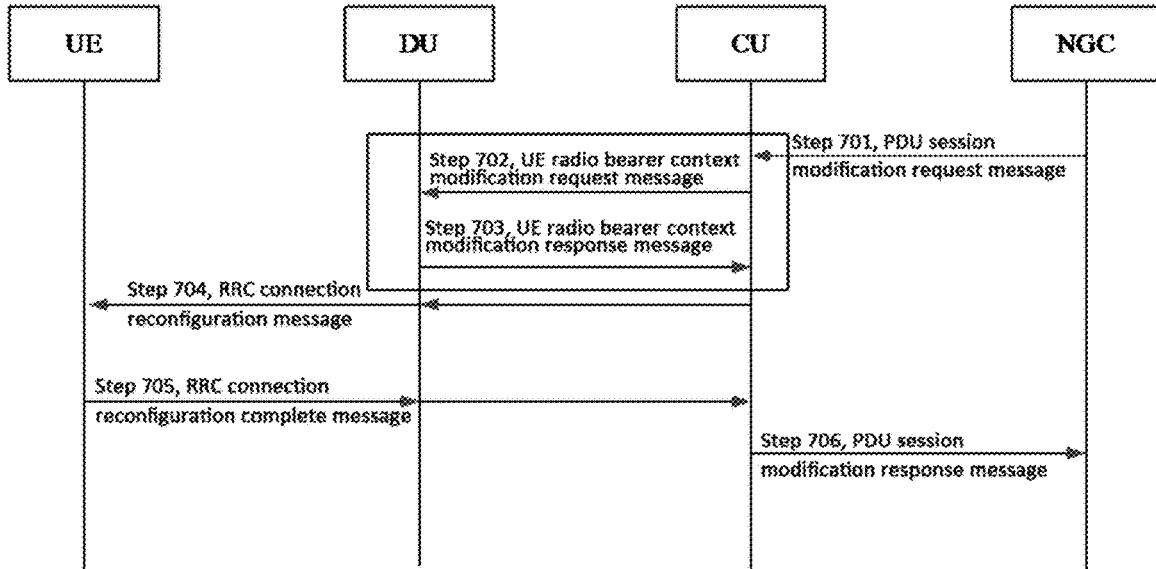 UE
DU
CU
NGC
Step 701, PDU session
modification request message
Step 702, UE radio bearer context
modification request message
Step 703, UE radio bearer context
modification response message
Step 704, RRC connection
reconfiguration message
Step 705, RRC connection
reconfiguration complete message
Step 706, PDU session
modification response message